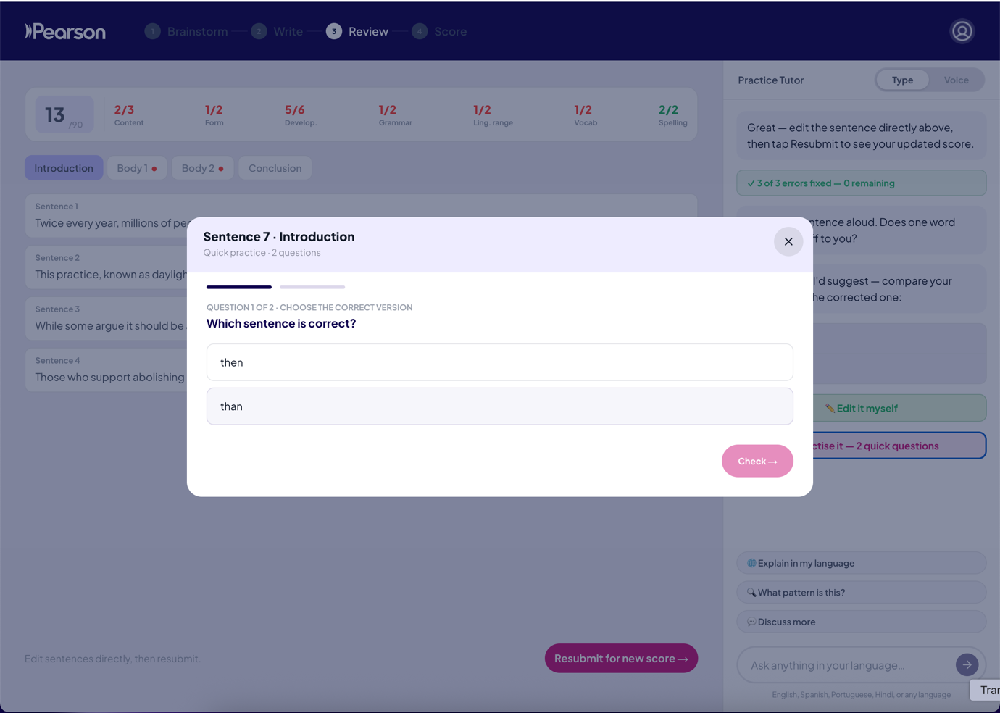 Pearson
1 Brainstorm 2 Write 3 Review 4 Score
13 /90
2/3 Content
1/2 Form
5/6 Develop.
1/2 Grammar
1/2 Ling. range
1/2 Vocab
2/2 Spelling
Introduction Body 1 Body 2 Conclusion
Sentence 1
Twice every year, millions of
Sentence 2
This practice, known as
Sentence 3
While some argue it should be
Sentence 4
Those who support abolishing
Sentence 7 · Introduction
Quick practice · 2 questions
QUESTION 1 OF 2 · CHOOSE THE CORRECT VERSION
Which sentence is correct?
then
than
Check →
Edit sentences directly, then resubmit.
Resubmit for new score →
Practice Tutor
Type Voice
Great — edit the sentence directly above,
then tap Resubmit to see your updated score.
✓ 3 of 3 errors fixed — 0 remaining
aloud. Does one word
to you?
I'd suggest — compare your
corrected one:
✏️ Edit it myself
it — 2 quick questions
🌐 Explain in my language
🔍 What pattern is this?
💬 Discuss more
Ask anything in your language...
English, Spanish, Portuguese, Hindi, or any language